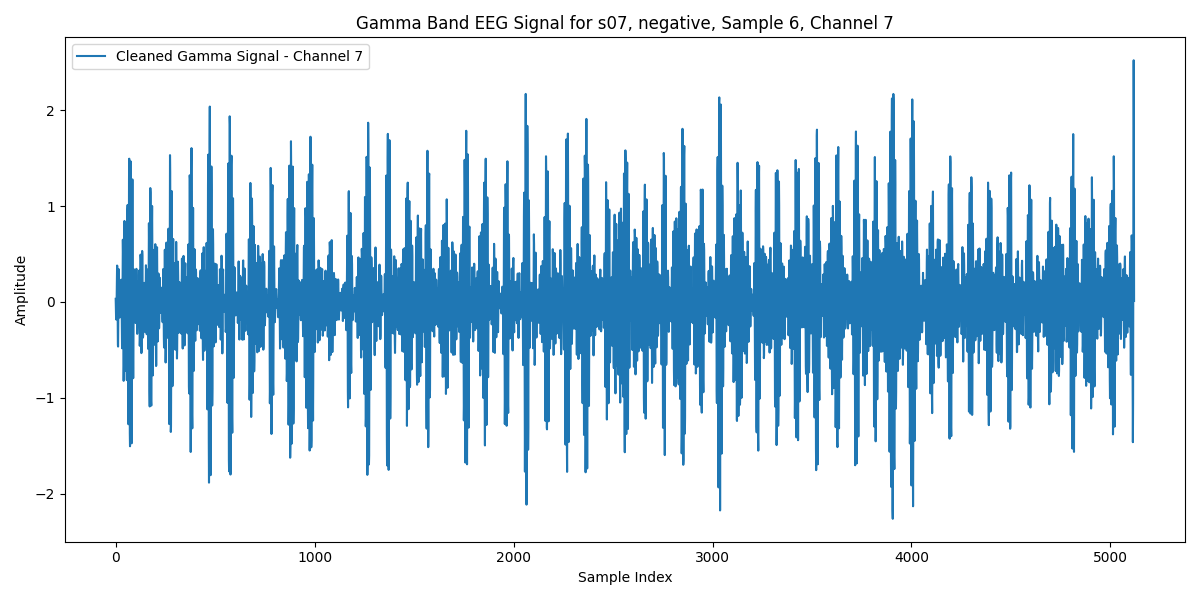 Gamma Band EEG Signal for s07, negative, Sample 6, Channel 7
Cleaned Gamma Signal - Channel 7
2
1
0
−1
−2
Amplitude
0 1000 2000 3000 4000 5000
Sample Index